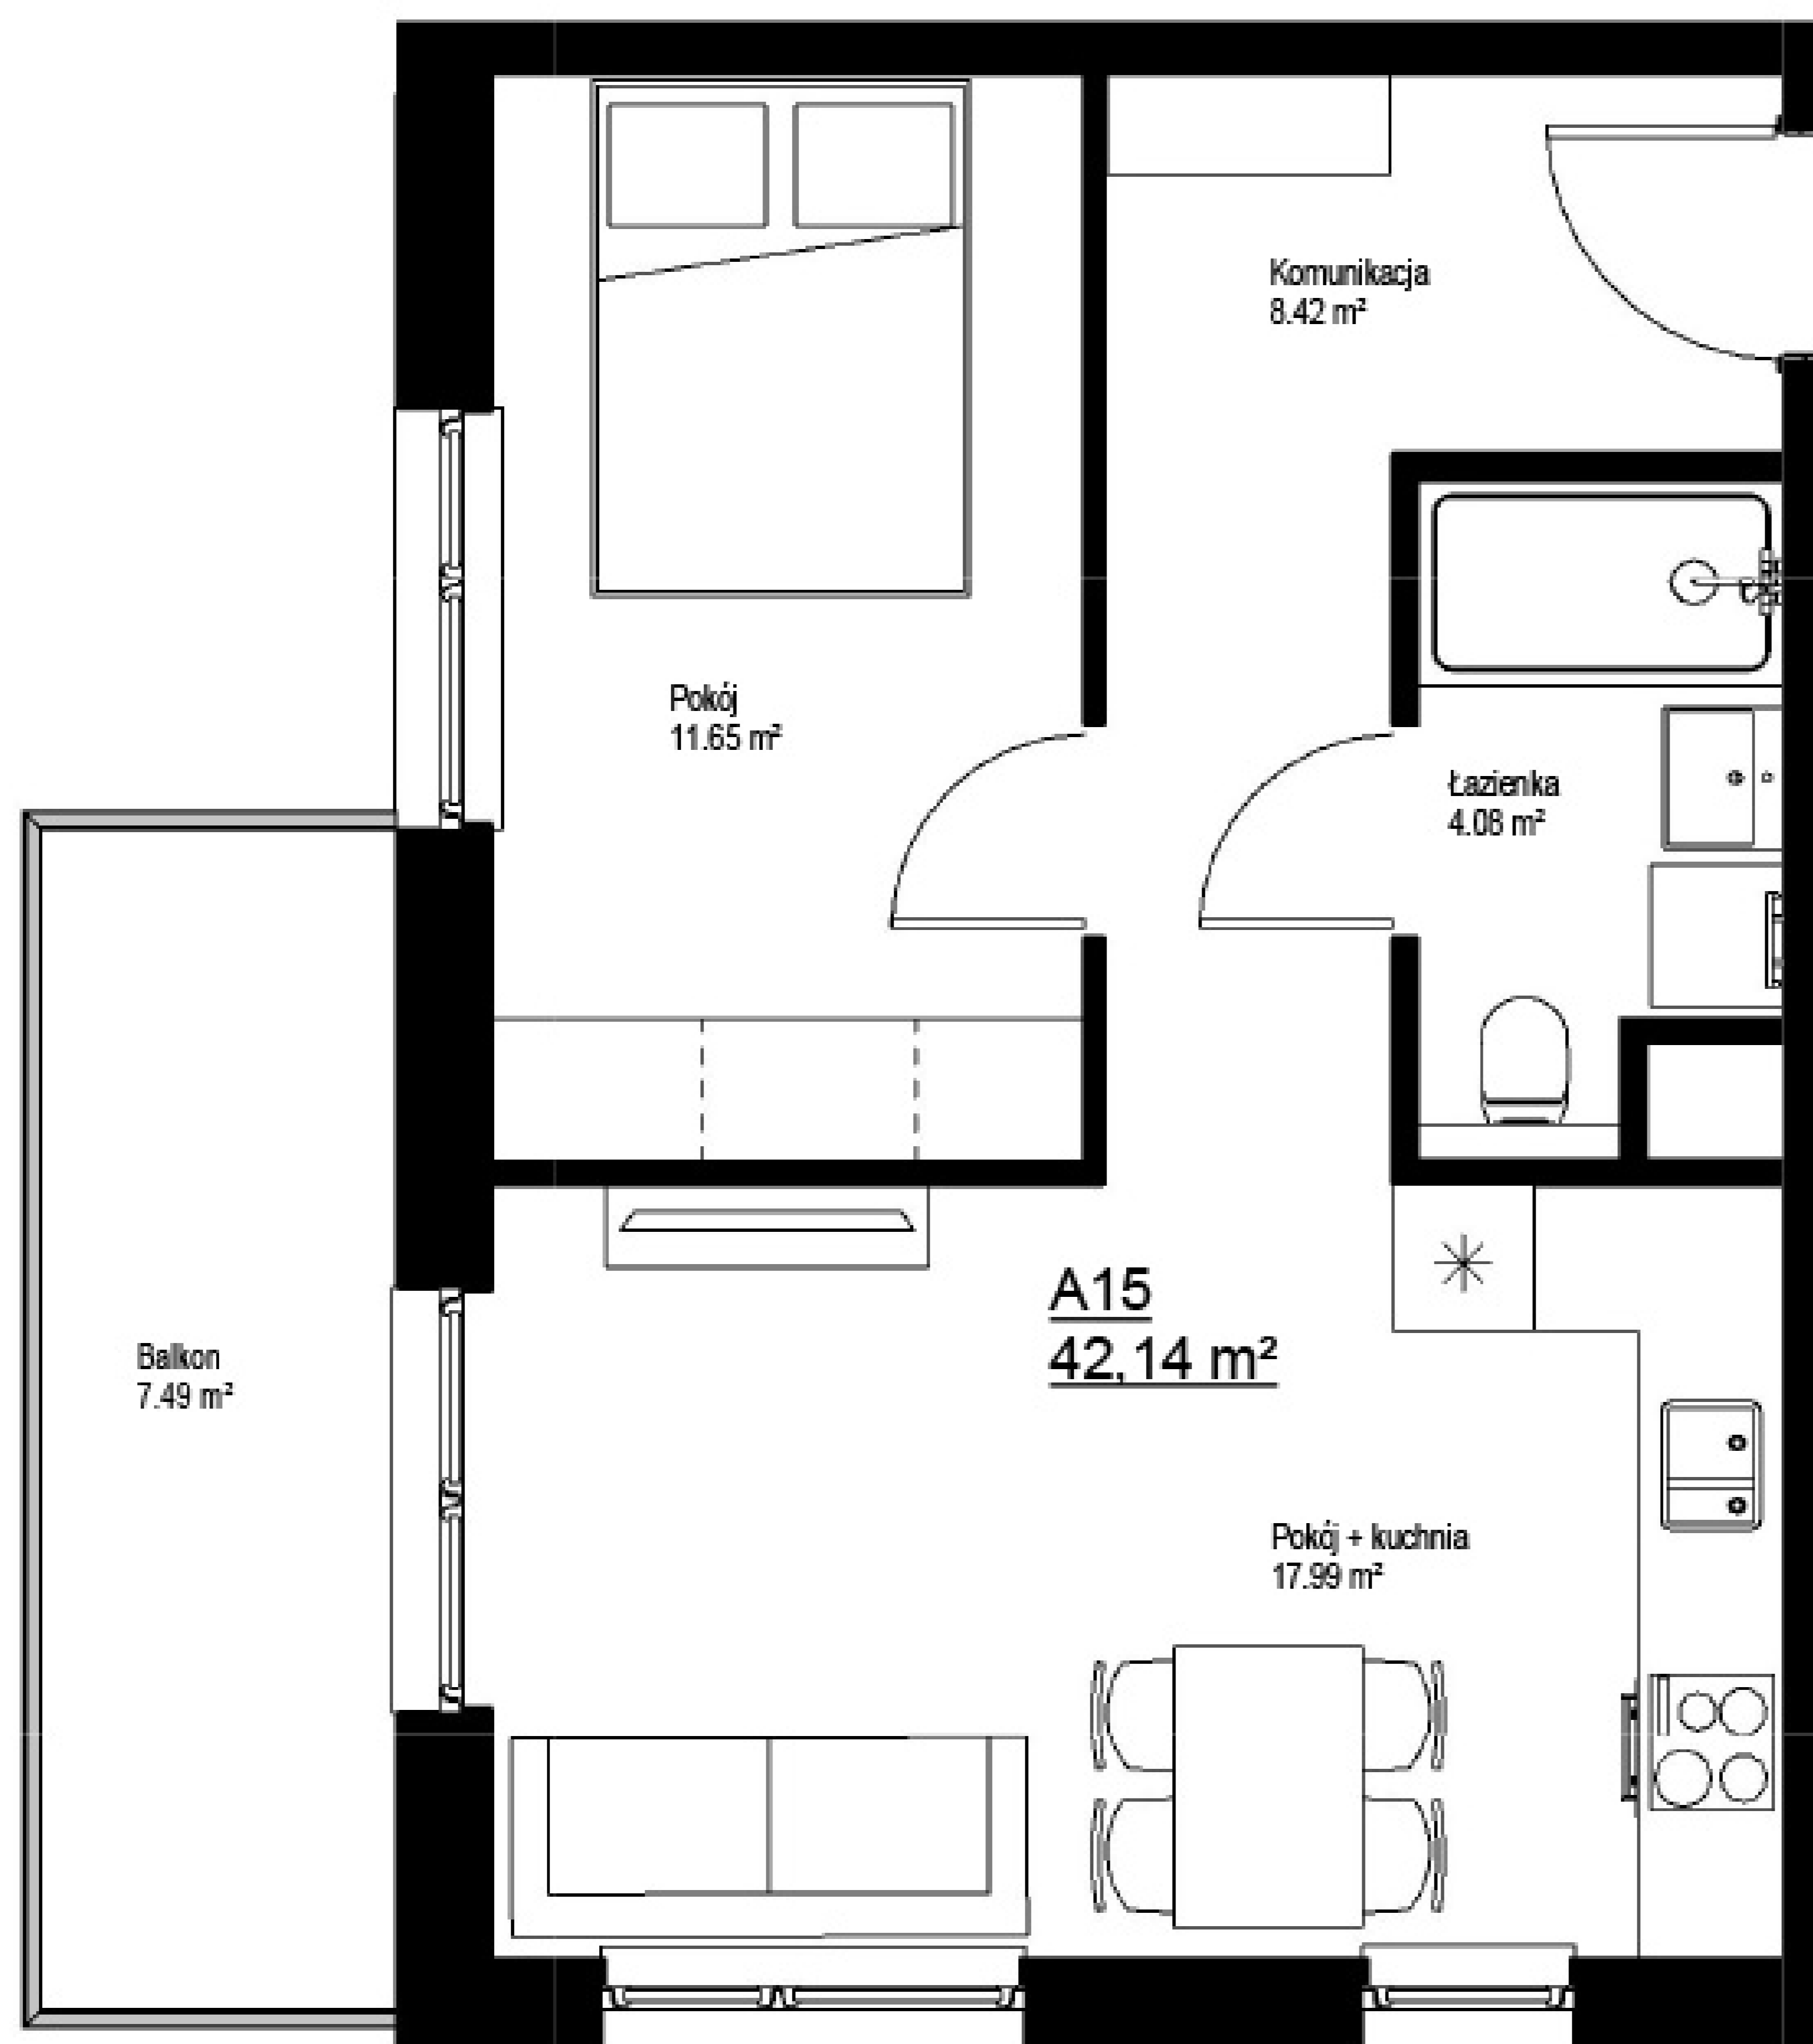 Komunikacja
8.42 m²
Pokój
11.65 m²
Łazienka
4.08 m²
A15
42,14 m²
Balkon
7.49 m²
Pokój + kuchnia
17.99 m²